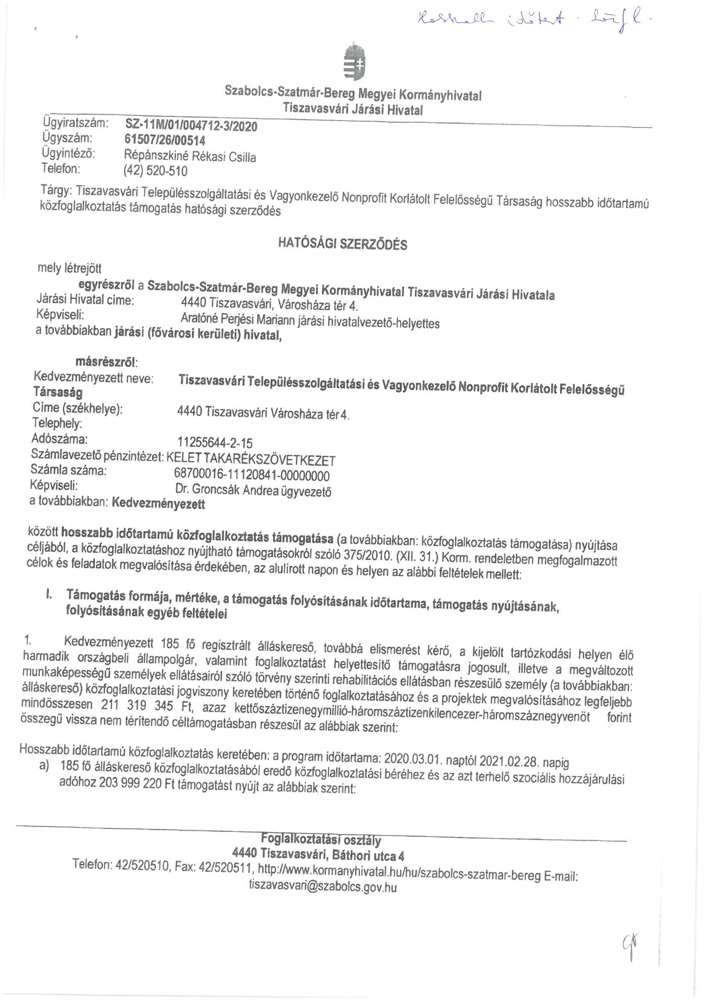 időtart.
Szabolcs-Szatmár-Bereg Megyei Kormányhivatal
Tiszavasvári Járási Hivatal
Ügyiratszám: SZ-11M/01/004712-3/2020
Ügyszám: 61507/26/00514
Ügyintéző: Répánszkiné Rékasi Csilla
Telefon: (42) 520-510
Tárgy: Tiszavasvári Településszolgáltatási és Vagyonkezelő Nonprofit Korlátolt Felelősségű Társaság hosszabb időtartamú
közfoglalkoztatás támogatás hatósági szerződés
HATÓSÁGI SZERZŐDÉS
mely létrejött
egyrészről a Szabolcs-Szatmár-Bereg Megyei Kormányhivatal Tiszavasvári Járási Hivatala
Járási Hivatal címe: 4440 Tiszavasvári, Városháza tér 4.
Képviseli: Aratóné Perjési Mariann járási hivatalvezető-helyettes
a továbbiakban járási (fővárosi kerületi) hivatal,
másrészről:
Kedvezményezett neve: Tiszavasvári Településszolgáltatási és Vagyonkezelő Nonprofit Korlátolt Felelősségű
Társaság
Címe (székhelye): 4440 Tiszavasvári Városháza tér 4.
Telephely:
Adószáma: 11255644-2-15
Számlavezető pénzintézet: KELET TAKARÉKSZÖVETKEZET
Számla száma: 68700016-11120841-00000000
Képviseli: Dr. Groncsák Andrea ügyvezető
a továbbiakban: Kedvezményezett
között hosszabb időtartamú közfoglalkoztatás támogatása (a továbbiakban: közfoglalkoztatás támogatása) nyújtása
céljából, a közfoglalkoztatáshoz nyújtható támogatásokról szóló 375/2010. (XII. 31.) Korm. rendeletben megfogalmazott
célok és feladatok megvalósítása érdekében, az alulírott napon és helyen az alábbi feltételek mellett:
I. Támogatás formája, mértéke, a támogatás folyósításának időtartama, támogatás nyújtásának,
folyósításának egyéb feltételei
1. Kedvezményezett 185 fő regisztrált álláskereső, továbbá elismerést kérő, a kijelölt tartózkodási helyen élő
harmadik országbeli állampolgár, valamint foglalkoztatást helyettesítő támogatásra jogosult, illetve a megváltozott
munkaképességű személyek ellátásairól szóló törvény szerinti rehabilitációs ellátásban részesülő személy (a továbbiakban:
álláskereső) közfoglalkoztatási jogviszony keretében történő foglalkoztatásához és a projektek megvalósításához legfeljebb
mindösszesen 211 319 345 Ft, azaz kettőszáztizenegymillió-háromszáztizenkilencezer-háromszáznegyvenöt forint
összegű vissza nem térítendő céltámogatásban részesül az alábbiak szerint:
Hosszabb időtartamú közfoglalkoztatás keretében: a program időtartama: 2020.03.01. naptól 2021.02.28. napig
a) 185 fő álláskereső közfoglalkoztatásából eredő közfoglalkoztatási béréhez és az azt terhelő szociális hozzájárulási
adóhoz 203 999 220 Ft támogatást nyújt az alábbiak szerint:
Foglalkoztatási osztály
4440 Tiszavasvári, Báthori utca 4
Telefon: 42/520510, Fax: 42/520511, http://www.kormanyhivatal.hu/hu/szabolcs-szatmar-bereg E-mail:
tiszavasvari@szabolcs.gov.hu